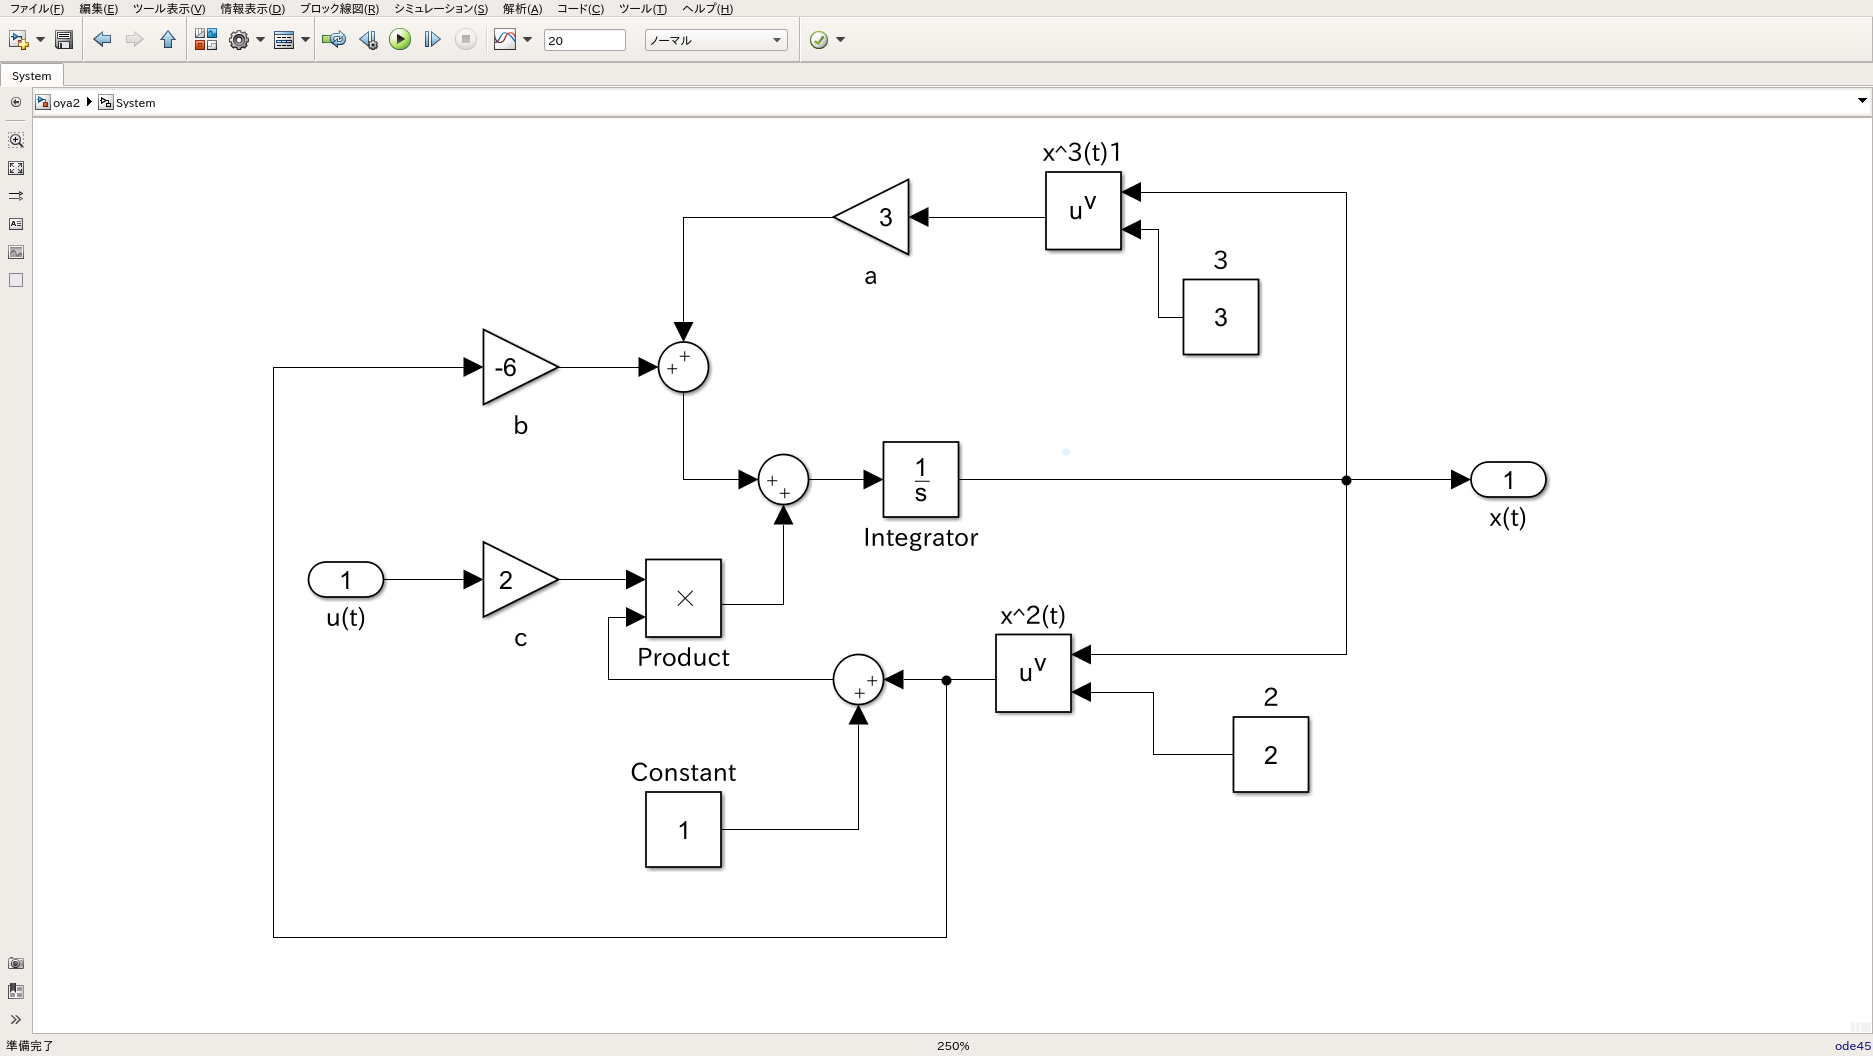 ファイル(F) 編集(E) ツール表示(V) 情報表示(D) ブロック線図(R) シミュレーション(S) 解析(A) コード(C) ツール(T) ヘルプ(H)
20 ノーマル
System
oya2 System
x^3(t)1
u^v
3
a
3
3
-6
b
+
+
+
+
1
s
Integrator
1
x(t)
1
u(t)
2
c
×
Product
x^2(t)
u^v
+
+
2
2
Constant
1
準備完了 250% ode45